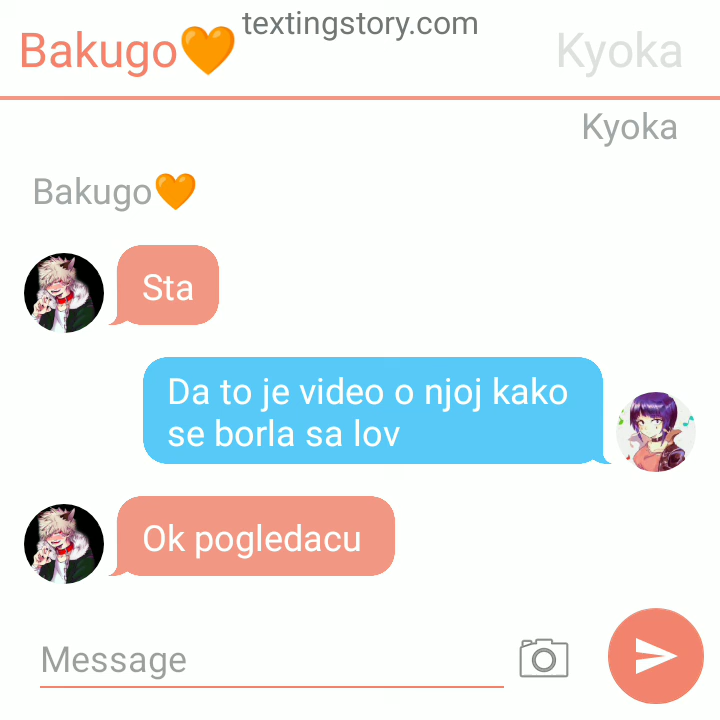 textingstory.com
Bakugo🧡
Kyoka
Kyoka
Bakugo🧡
Sta
Da to je video o njoj kako
se borla sa lov
Ok pogledacu
Message